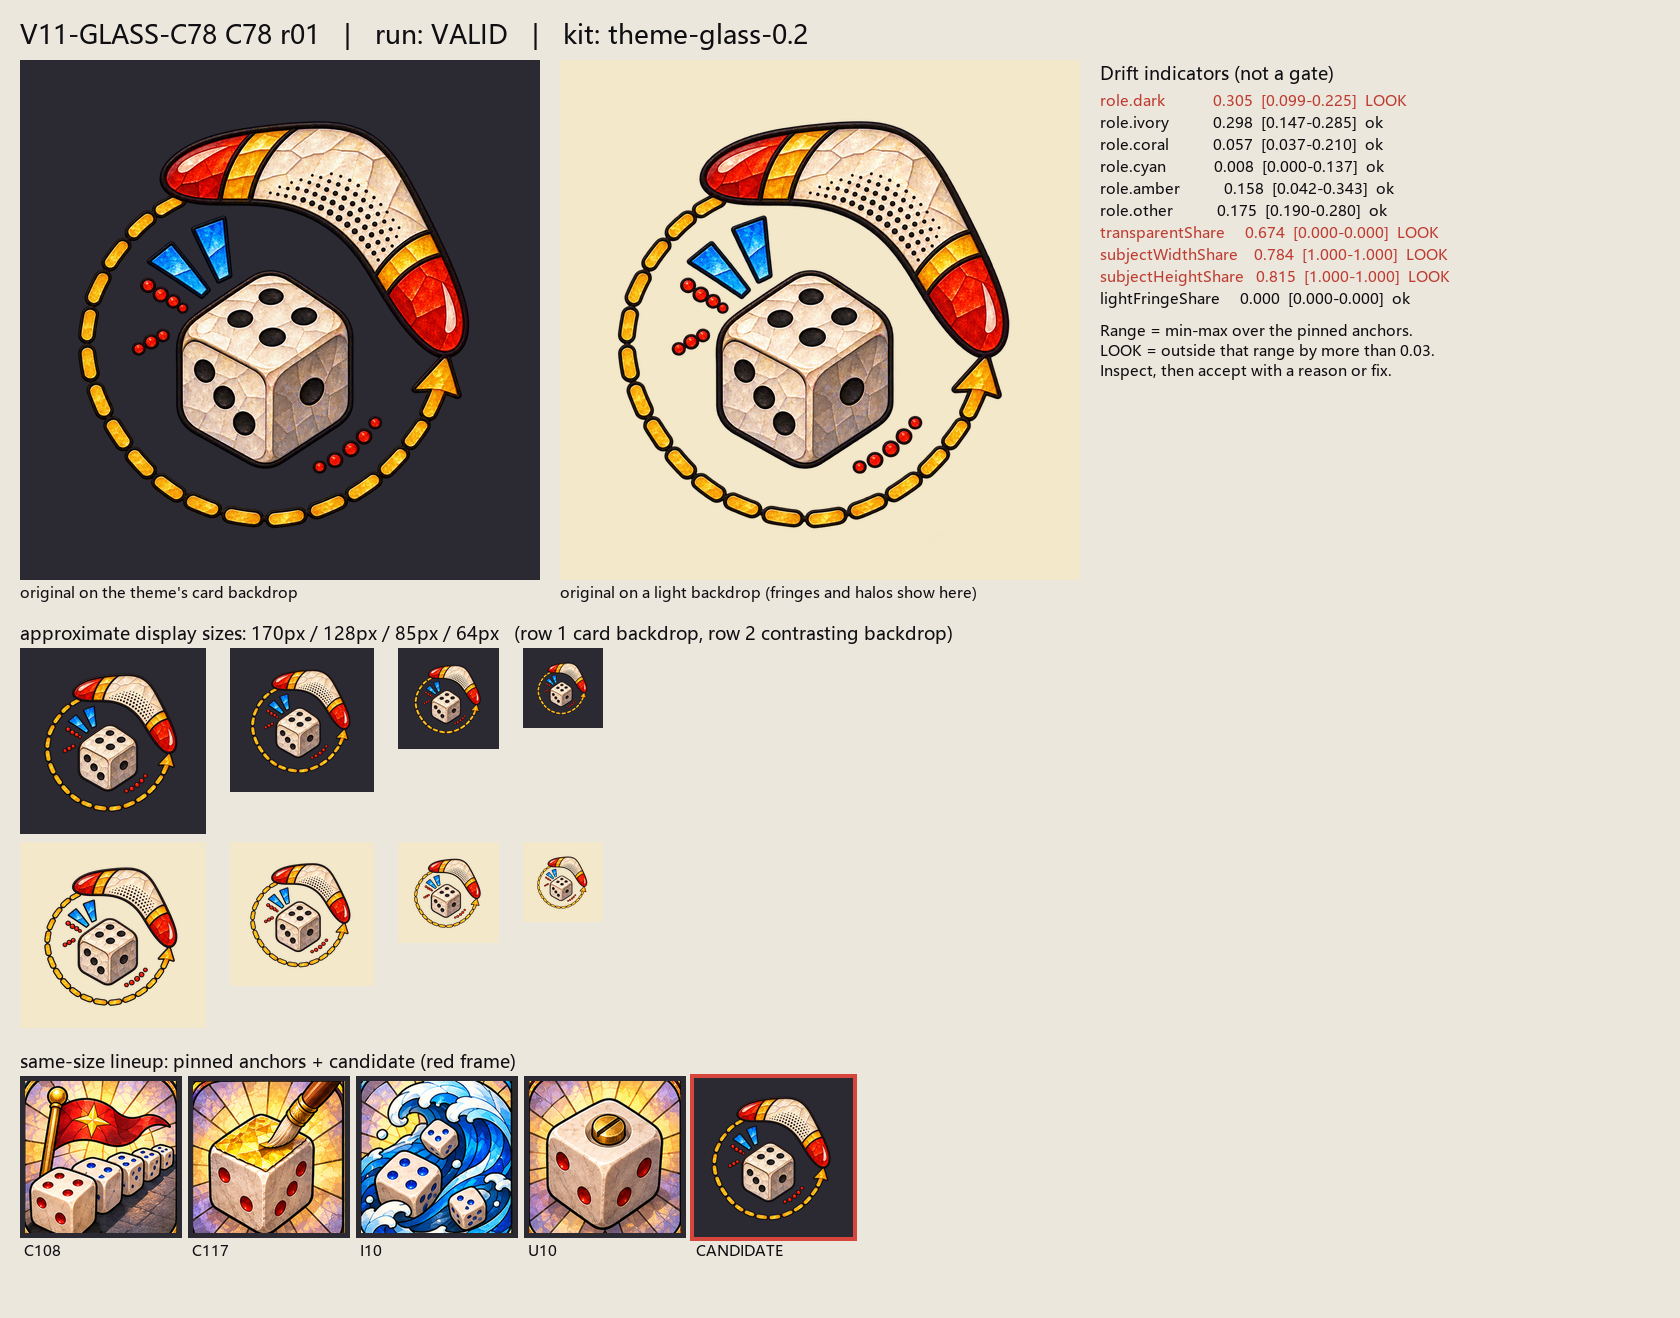 V11-GLASS-C78 C78 r01 | run: VALID | kit: theme-glass-0.2
Drift indicators (not a gate)
role.dark 0.305 [0.099-0.225] LOOK
role.ivory 0.298 [0.147-0.285] ok
role.coral 0.057 [0.037-0.210] ok
role.cyan 0.008 [0.000-0.137] ok
role.amber 0.158 [0.042-0.343] ok
role.other 0.175 [0.190-0.280] ok
transparentShare 0.674 [0.000-0.000] LOOK
subjectWidthShare 0.784 [1.000-1.000] LOOK
subjectHeightShare 0.815 [1.000-1.000] LOOK
lightFringeShare 0.000 [0.000-0.000] ok
Range = min-max over the pinned anchors.
LOOK = outside that range by more than 0.03.
Inspect, then accept with a reason or fix.
original on the theme's card backdrop
original on a light backdrop (fringes and halos show here)
approximate display sizes: 170px / 128px / 85px / 64px (row 1 card backdrop, row 2 contrasting backdrop)
same-size lineup: pinned anchors + candidate (red frame)
C108
C117
I10
U10
CANDIDATE